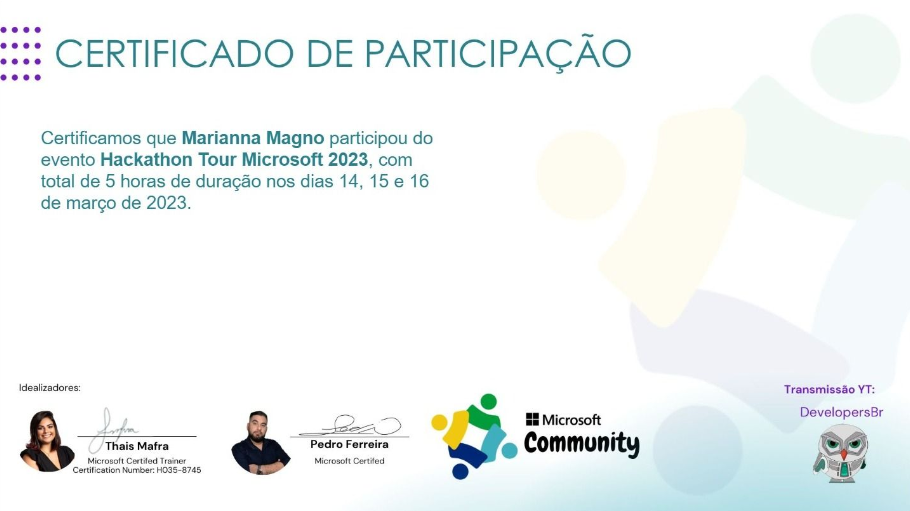 CERTIFICADO DE PARTICIPAÇÃO
Certificamos que Marianna Magno participou do
evento Hackathon Tour Microsoft 2023, com
total de 5 horas de duração nos dias 14, 15 e 16
de março de 2023.
Idealizadores:
Thais Mafra
Microsoft Certifed Trainer
Certification Number: H035-8745
Pedro Ferreira
Microsoft Certifed
Microsoft
Community
Transmissão YT:
DevelopersBr